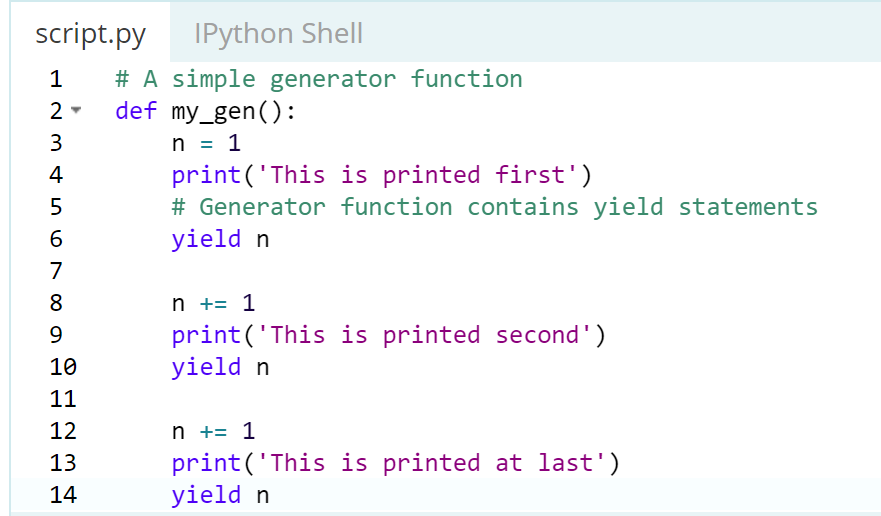 script.py IPython Shell
1 # A simple generator function
2 def my_gen():
3 n = 1
4 print('This is printed first')
5 # Generator function contains yield statements
6 yield n
7
8 n += 1
9 print('This is printed second')
10 yield n
11
12 n += 1
13 print('This is printed at last')
14 yield n